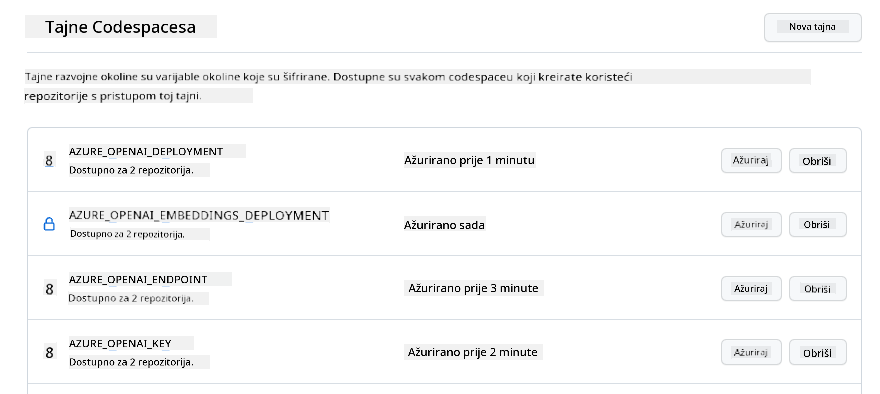 Tajne Codespacesa
Nova tajna
Tajne razvojne okoline su varijable okoline koje su šifrirane. Dostupne su svakom codespaceu koji kreirate koristeći
repozitorije s pristupom toj tajni.
8 AZURE_OPENAI_DEPLOYMENT
Dostupno za 2 repozitorija.
Ažurirano prije 1 minutu
Ažuriraj
Obriši
AZURE_OPENAI_EMBEDDINGS_DEPLOYMENT
Dostupno za 2 repozitorija.
Ažurirano sada
Ažuriraj
Obriši
8 AZURE_OPENAI_ENDPOINT
Dostupno za 2 repozitorija.
Ažurirano prije 3 minute
Ažuriraj
Obriši
8 AZURE_OPENAI_KEY
Dostupno za 2 repozitorija.
Ažurirano prije 2 minute
Ažuriraj
Obriši